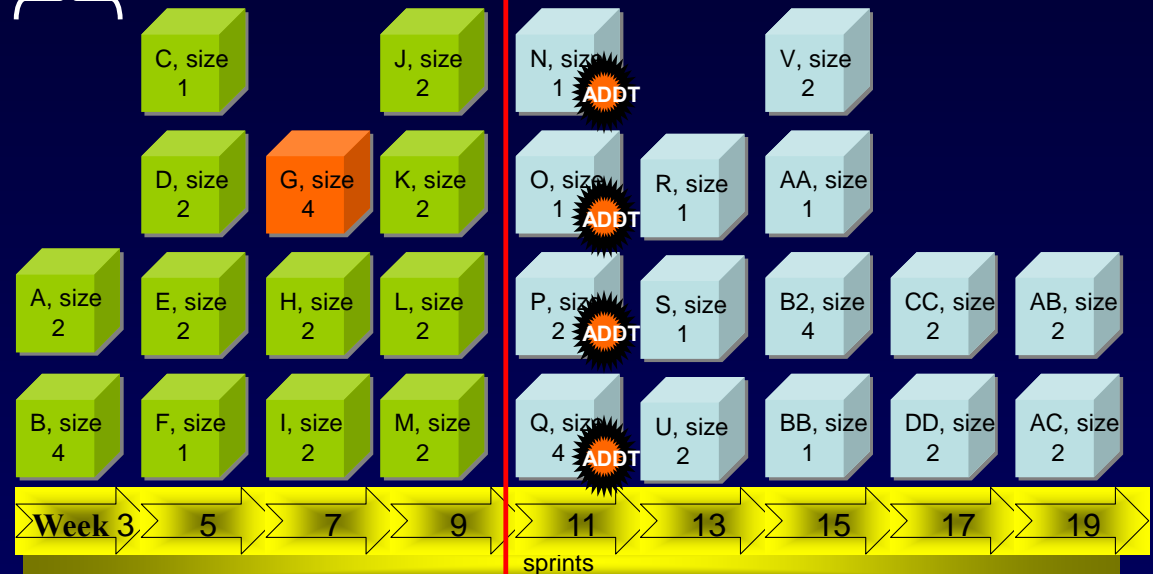 C, size
1
J, size
2
N, size
1
ADDT
V, size
2
D, size
2
G, size
4
K, size
2
O, size
1
ADDT
R, size
1
AA, size
1
A, size
2
E, size
2
H, size
2
L, size
2
P, size
2
ADDT
S, size
1
B2, size
4
CC, size
2
AB, size
2
B, size
4
F, size
1
I, size
2
M, size
2
Q, size
4
ADDT
U, size
2
BB, size
1
DD, size
2
AC, size
2
Week 3 5 7 9 11 13 15 17 19
sprints